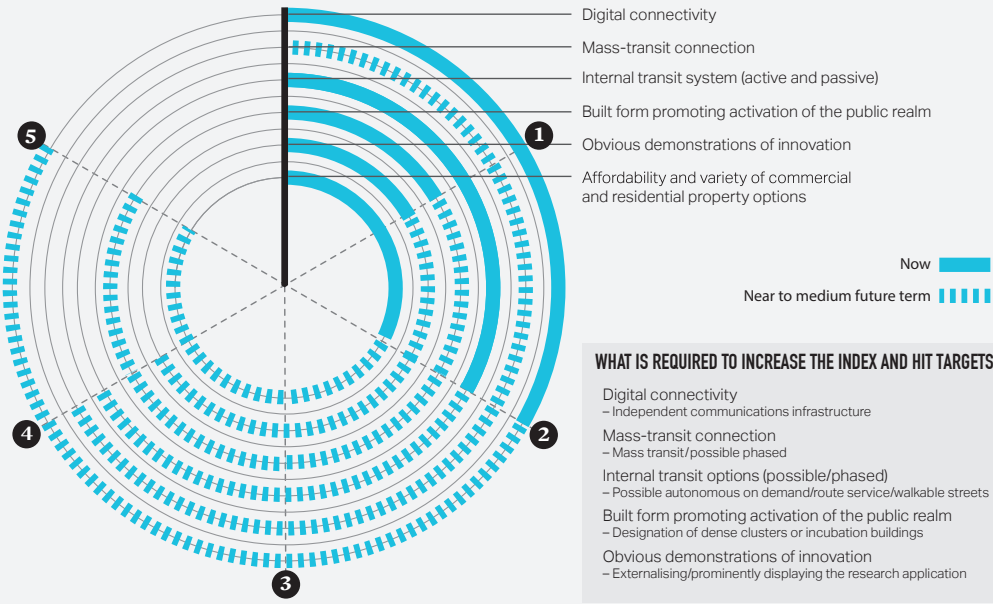 Digital connectivity
Mass-transit connection
Internal transit system (active and passive)
Built form promoting activation of the public realm
Obvious demonstrations of innovation
Affordability and variety of commercial
and residential property options
1
2
3
4
5
Now
Near to medium future term
WHAT IS REQUIRED TO INCREASE THE INDEX AND HIT TARGETS
Digital connectivity
– Independent communications infrastructure
Mass-transit connection
– Mass transit/possible phased
Internal transit options (possible/phased)
– Possible autonomous on demand/route service/walkable streets
Built form promoting activation of the public realm
– Designation of dense clusters or incubation buildings
Obvious demonstrations of innovation
– Externalising/prominently displaying the research application